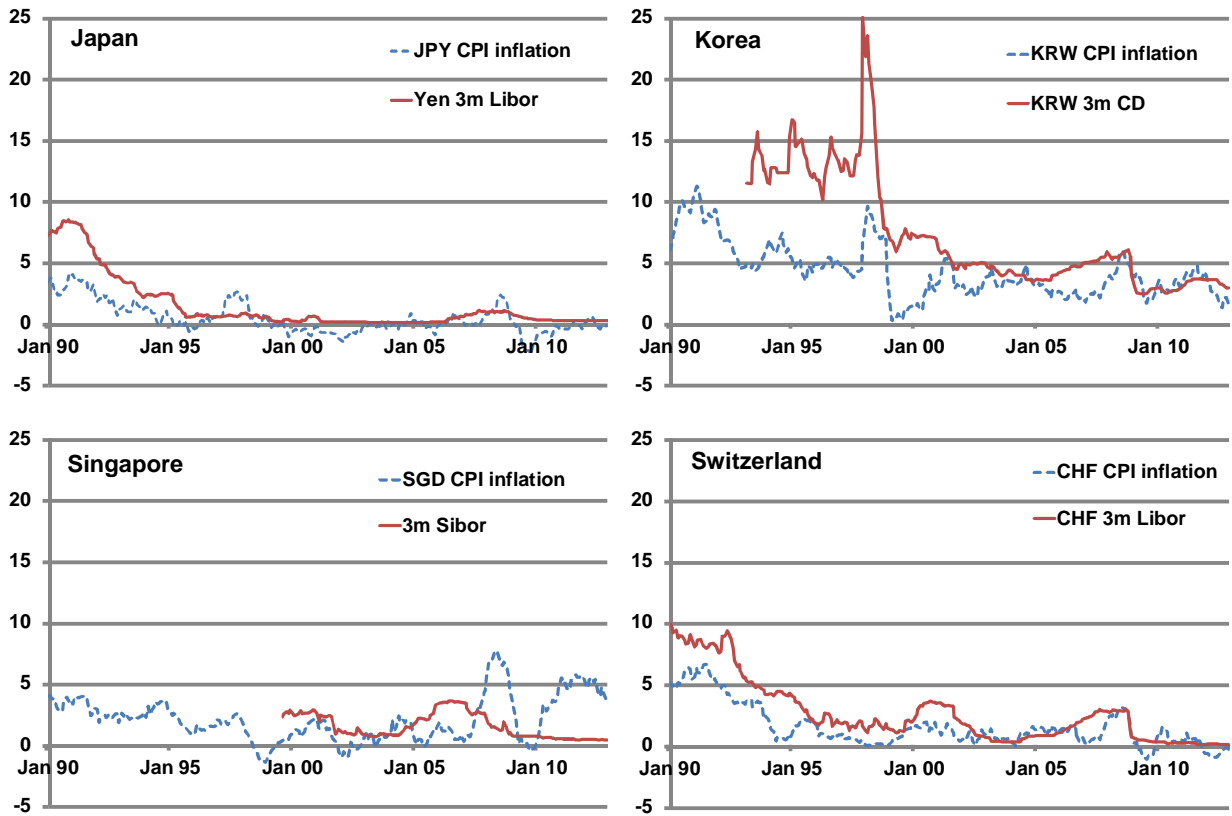 25
20
15
10
5
0
-5
Japan
JPY CPI inflation
Yen 3m Libor
Jan 90 Jan 95 Jan 00 Jan 05 Jan 10
25
20
15
10
5
0
-5
Korea
KRW CPI inflation
KRW 3m CD
Jan 90 Jan 95 Jan 00 Jan 05 Jan 10
25
20
15
10
5
0
-5
Singapore
SGD CPI inflation
3m Sibor
Jan 90 Jan 95 Jan 00 Jan 05 Jan 10
25
20
15
10
5
0
-5
Switzerland
CHF CPI inflation
CHF 3m Libor
Jan 90 Jan 95 Jan 00 Jan 05 Jan 10